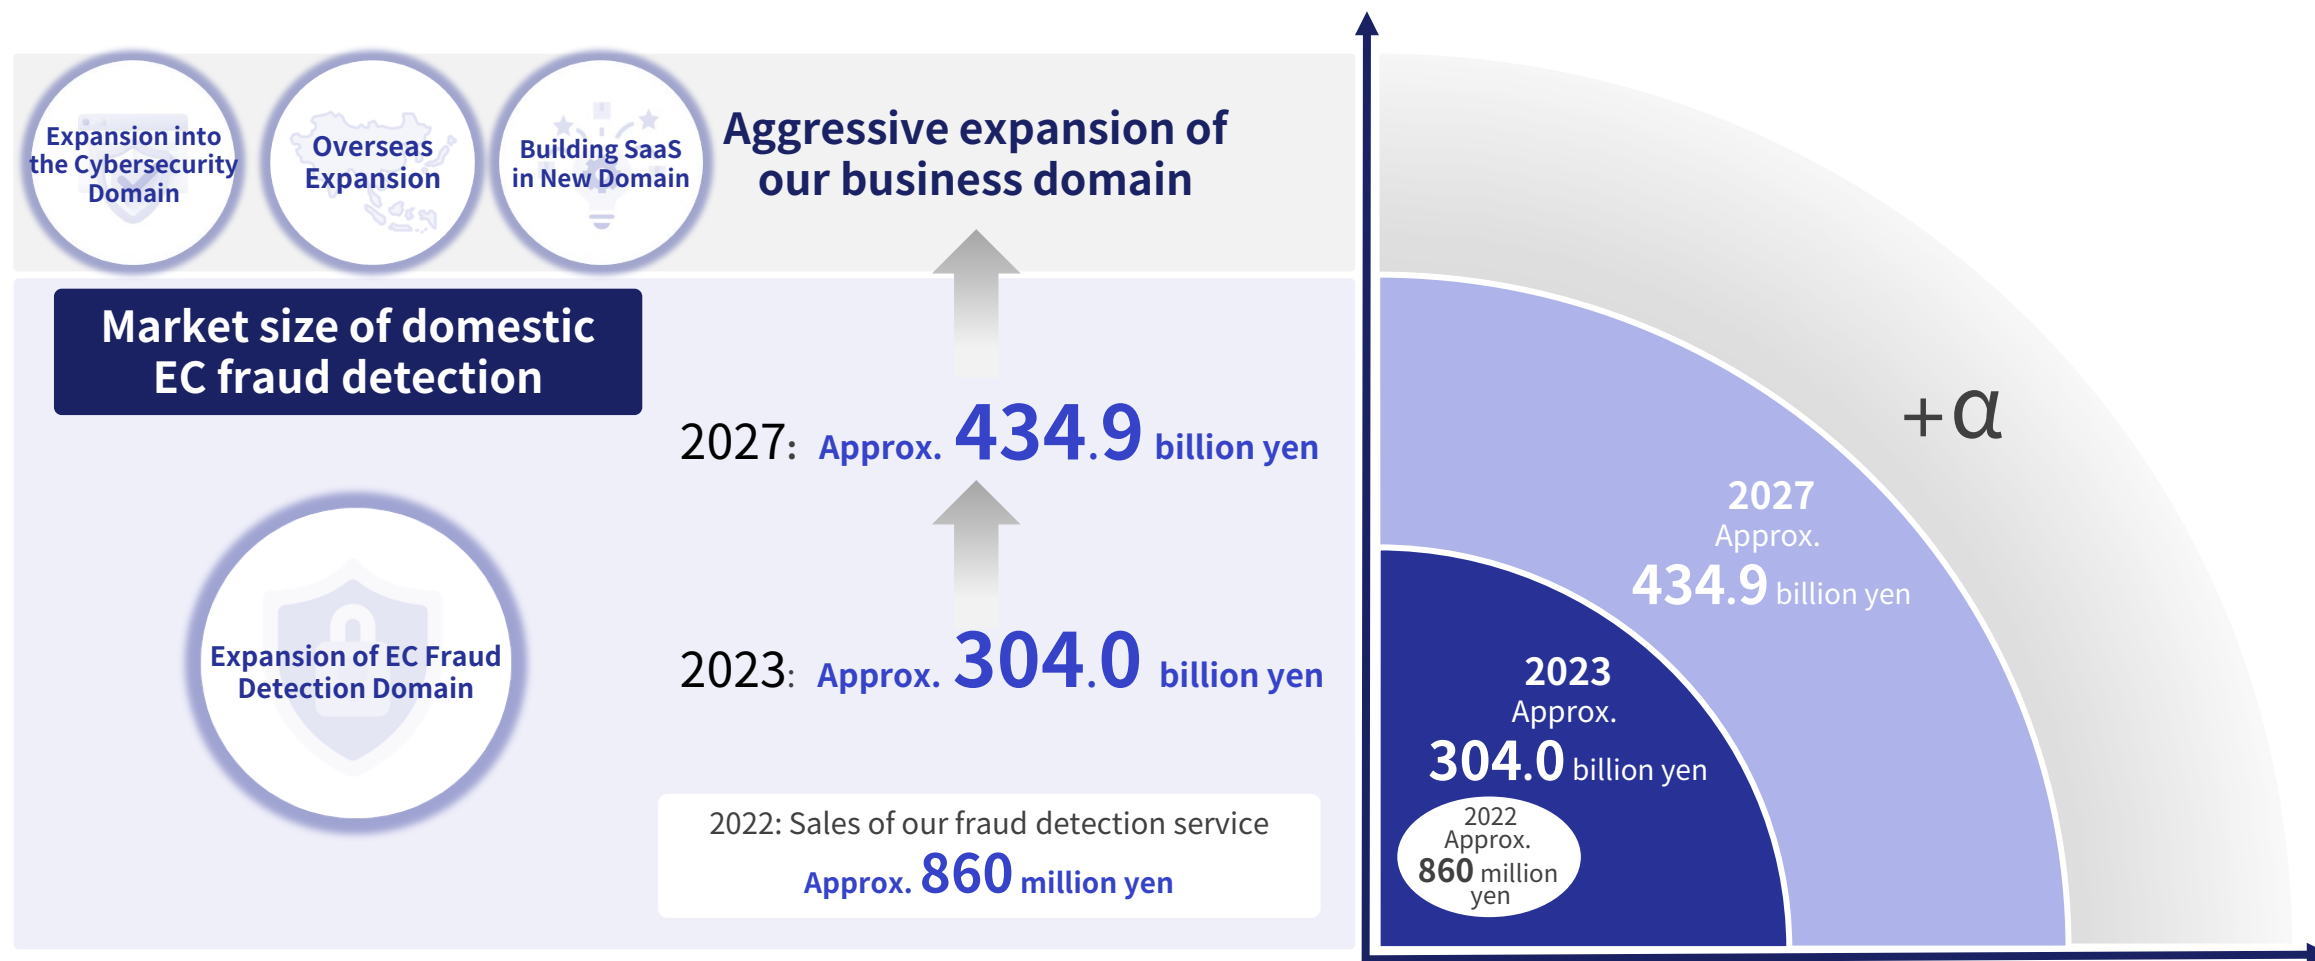 Expansion into
the Cybersecurity
Domain
Overseas
Expansion
Building SaaS
in New Domain
Aggressive expansion of
our business domain
Market size of domestic
EC fraud detection
2027: Approx. 434.9 billion yen
Expansion of EC Fraud
Detection Domain
2023: Approx. 304.0 billion yen
2022: Sales of our fraud detection service
Approx. 860 million yen
+α
2027
Approx.
434.9 billion yen
2023
Approx.
304.0 billion yen
2022
Approx.
860 million
yen